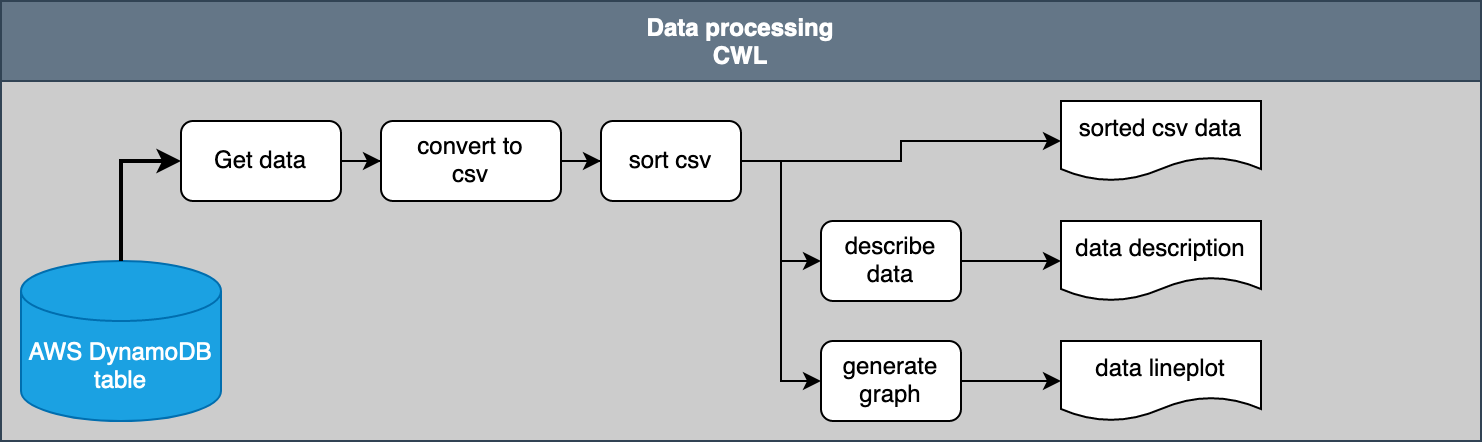 Data processing
CWL
Get data
convert to
csv
sort csv
sorted csv data
describe
data
data description
AWS DynamoDB
table
generate
graph
data lineplot